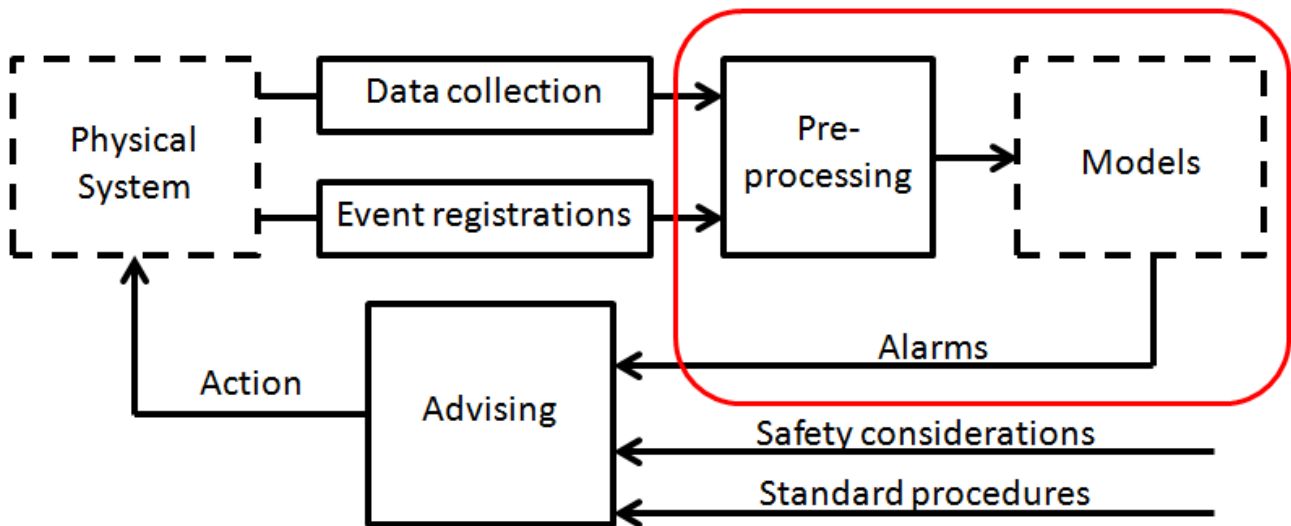 Data collection
Physical
System
Pre-
processing
Models
Event registrations
Alarms
Action
Advising
Safety considerations
Standard procedures